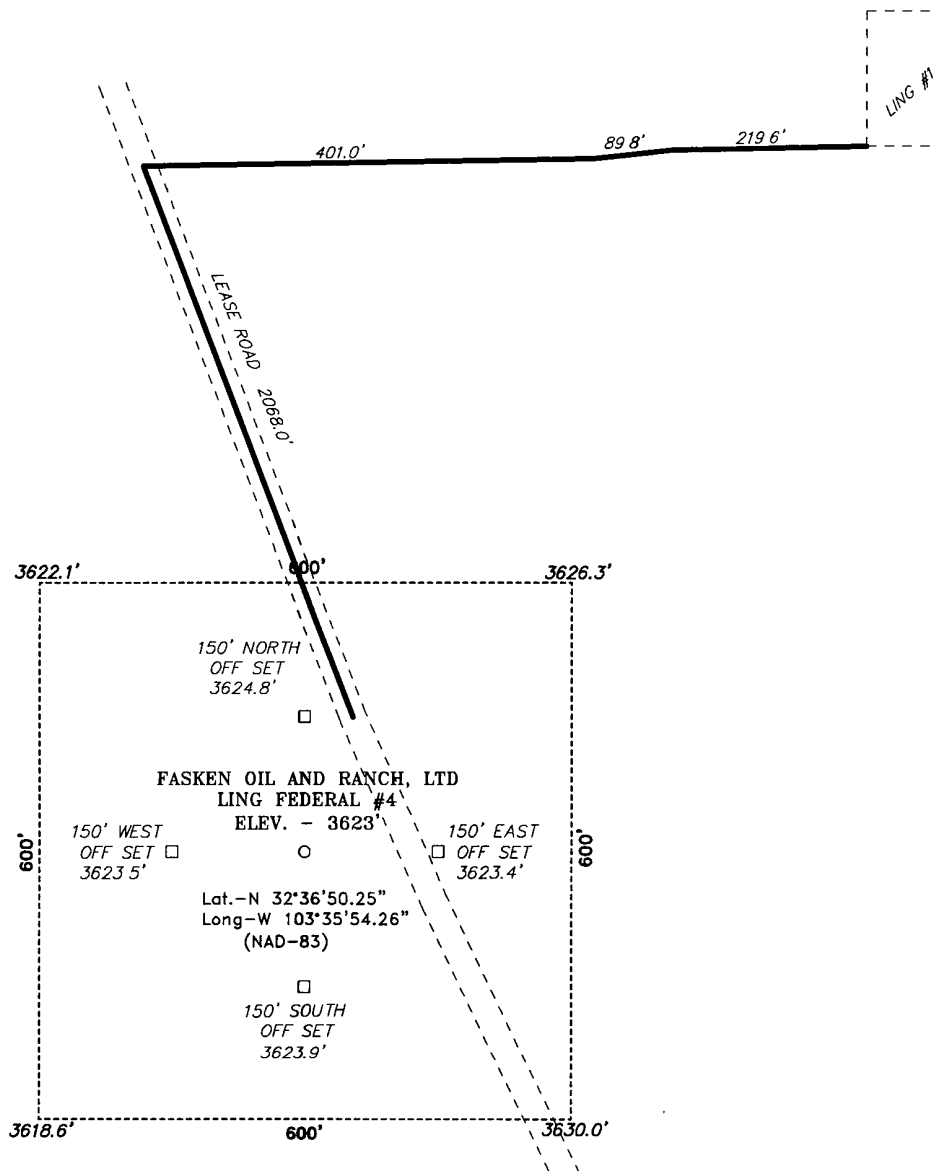 LING #1
401.0'
89 8'
219 6'
LEASE ROAD 2068.0'
3622.1'
600'
3626.3'
150' NORTH
OFF SET
3624.8'
FASKEN OIL AND RANCH, LTD
LING FEDERAL #4
ELEV. - 3623'
600'
150' WEST
OFF SET
3623 5'
150' EAST
OFF SET
3623.4'
600'
Lat.-N 32°36'50.25"
Long-W 103°35'54.26"
(NAD-83)
150' SOUTH
OFF SET
3623.9'
3618.6'
600'
3630.0'